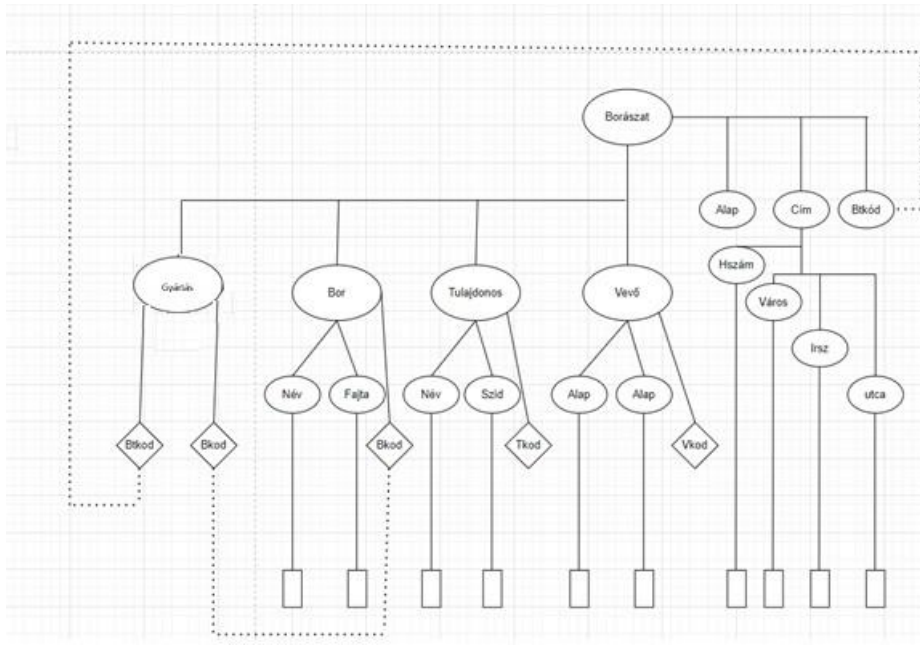 Borászat
Alap
Cím
Btkód
Hszám
Gyártás
Bor
Tulajdonos
Vevő
Város
Irsz
Név
Fajta
Név
Szid
Alap
Alap
utca
Btkod
Bkod
Bkod
Tkod
Vkod